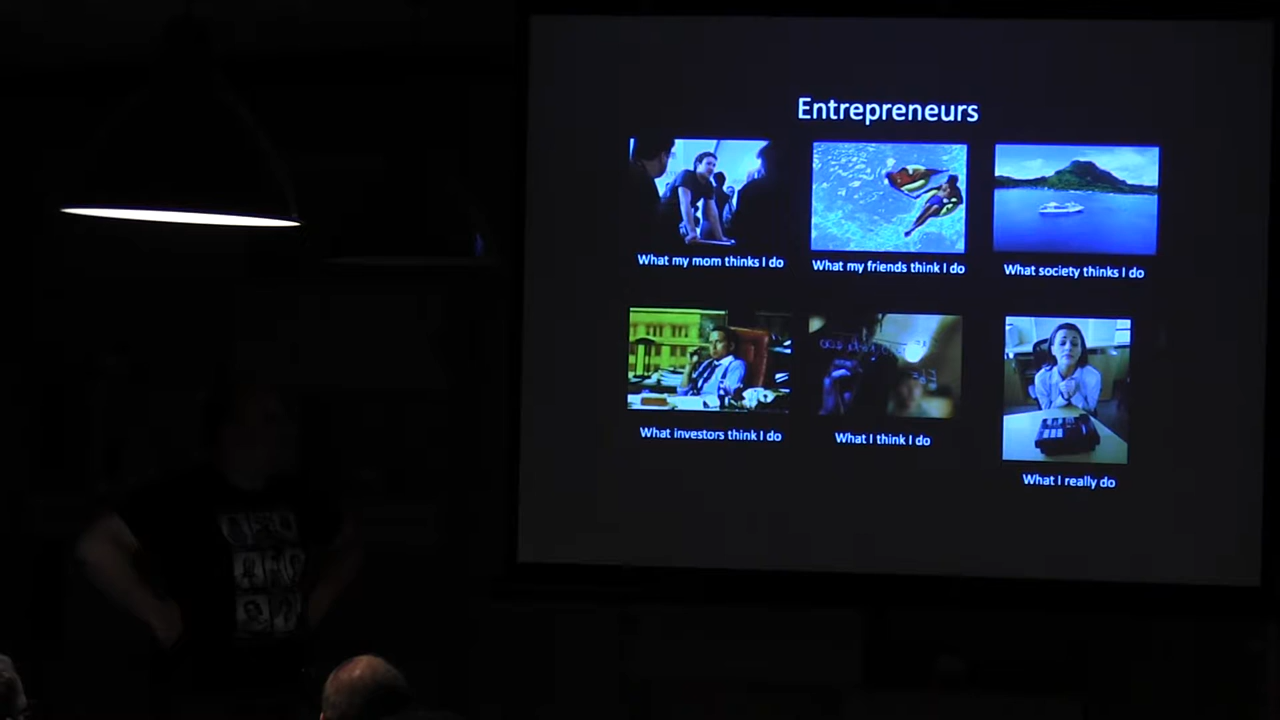 Entrepreneurs
What my mom thinks I do
What my friends think I do
What society thinks I do
What investors think I do
What I think I do
What I really do